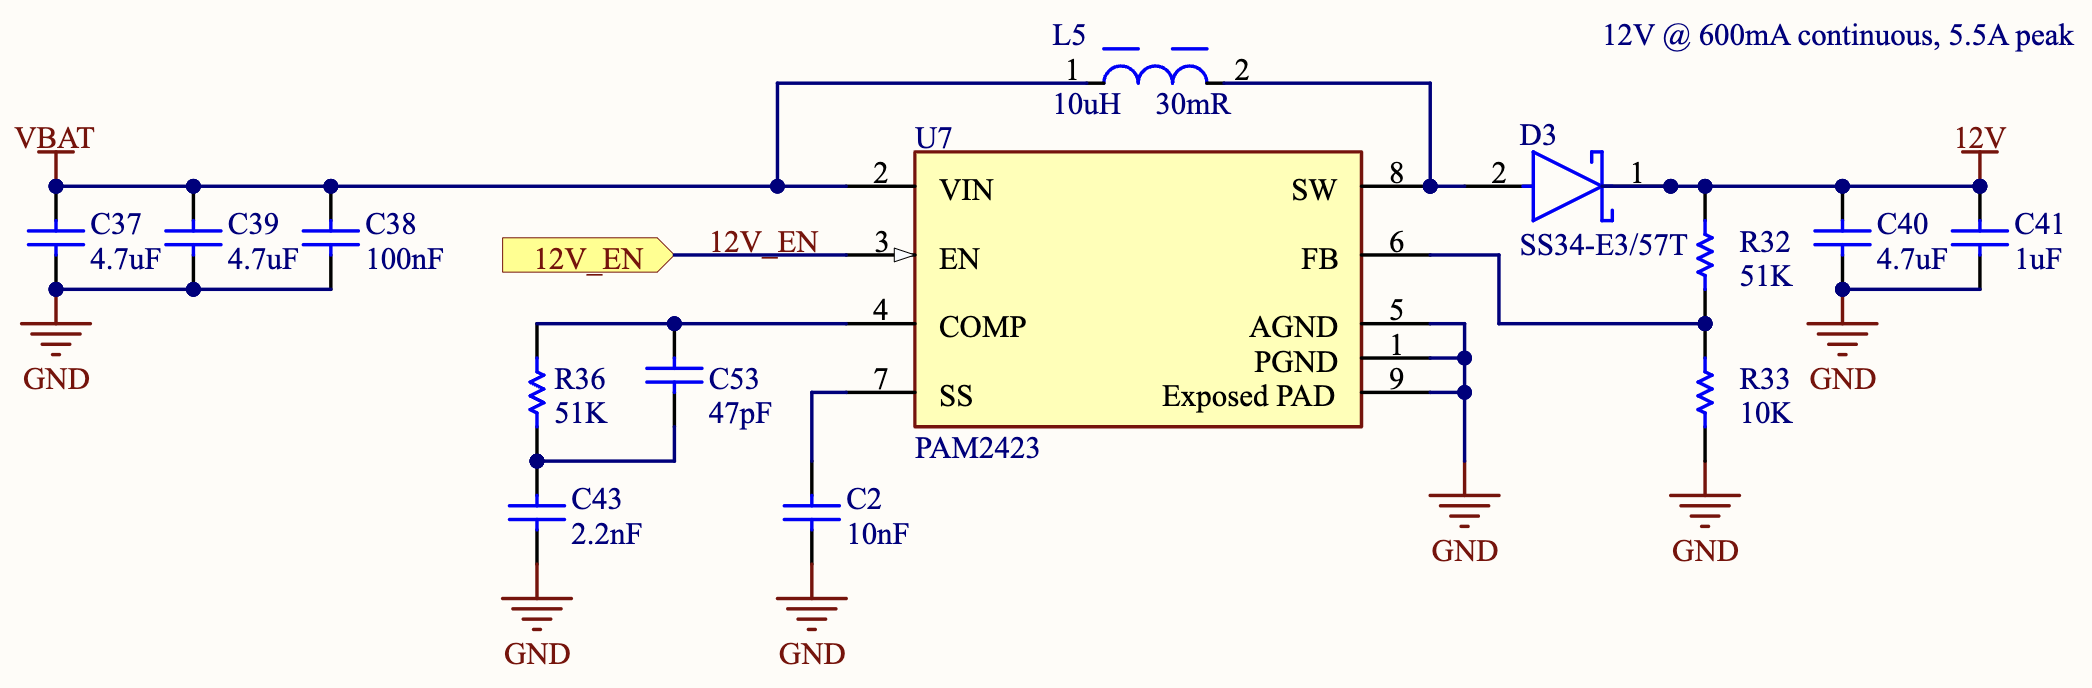 12V @ 600mA continuous, 5.5A peak
L5
1
2
10uH
30mR
VBAT
C37
4.7uF
C39
4.7uF
C38
100nF
GND
12V_EN
12V_EN
U7
2
VIN
3
EN
4
COMP
7
SS
SW
8
FB
6
AGND
5
PGND
1
Exposed PAD
9
PAM2423
R36
51K
C53
47pF
C43
2.2nF
GND
C2
10nF
GND
GND
D3
2
1
SS34-E3/57T
12V
R32
51K
C40
4.7uF
C41
1uF
GND
R33
10K
GND